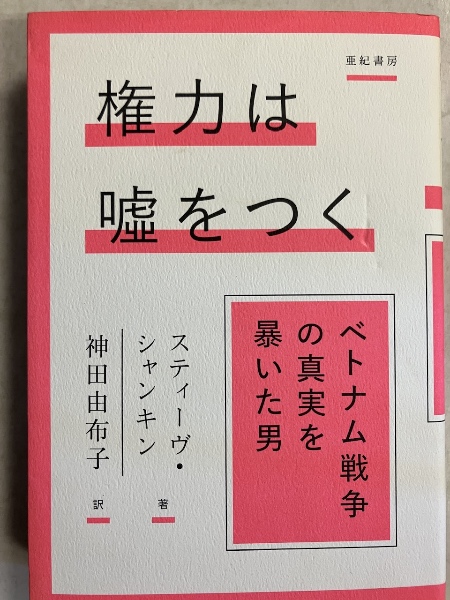 亜紀書房
権力は
嘘をつく
ベトナム戦争
の真実を
暴いた男
スティーヴ・
シャンキン
著
神田由布子
訳